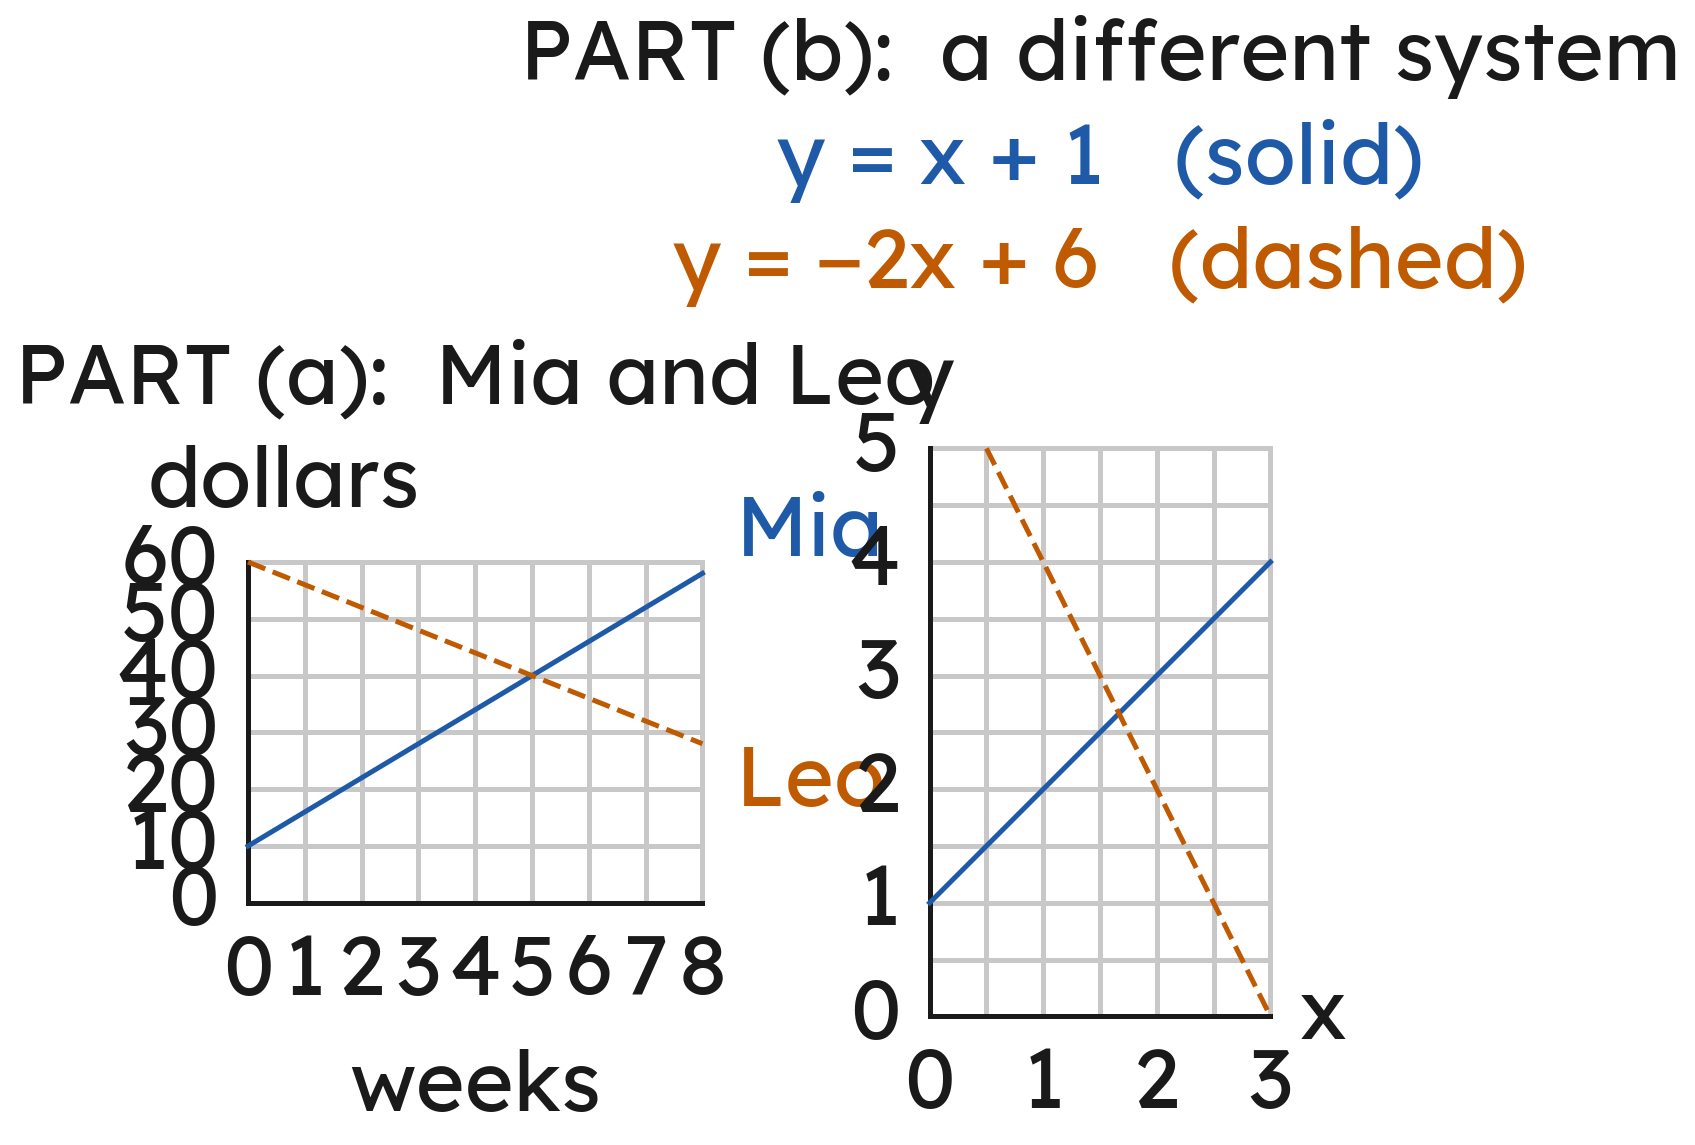 PART (b):  a different system
y = x + 1   (solid)
y = −2x + 6   (dashed)
PART (a):  Mia and Leo
dollars
60
50
40
30
20
10
0
0 1 2 3 4 5 6 7 8
weeks
Mia
Leo
y
5
4
3
2
1
0
x
0 1 2 3